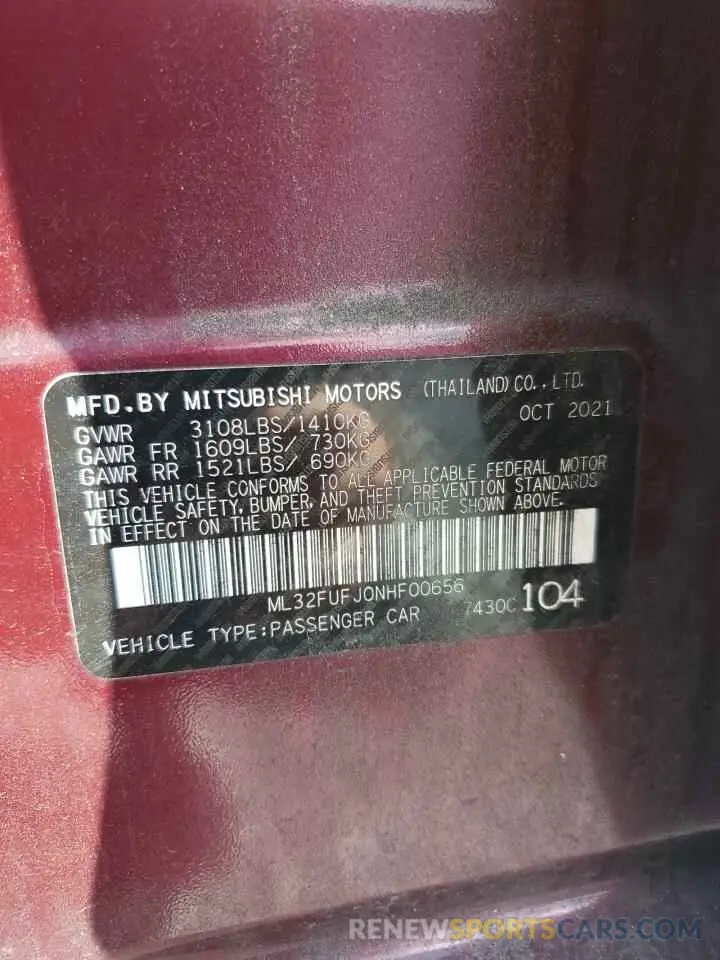 MFD.BY MITSUBISHI MOTORS (THAILAND)CO.,LTD.
GVWR 3108LBS/1410KG OCT 2021
GAWR FR 1609LBS/ 730KG
GAWR RR 1521LBS/ 690KG
THIS VEHICLE CONFORMS TO ALL APPLICABLE FEDERAL MOTOR
VEHICLE SAFETY,BUMPER,AND THEFT PREVENTION STANDARDS
IN EFFECT ON THE DATE OF MANUFACTURE SHOWN ABOVE.
ML32FUFJ0NHF00656
VEHICLE TYPE:PASSENGER CAR 7430C 104
RENEWSPORTSCARS.COM